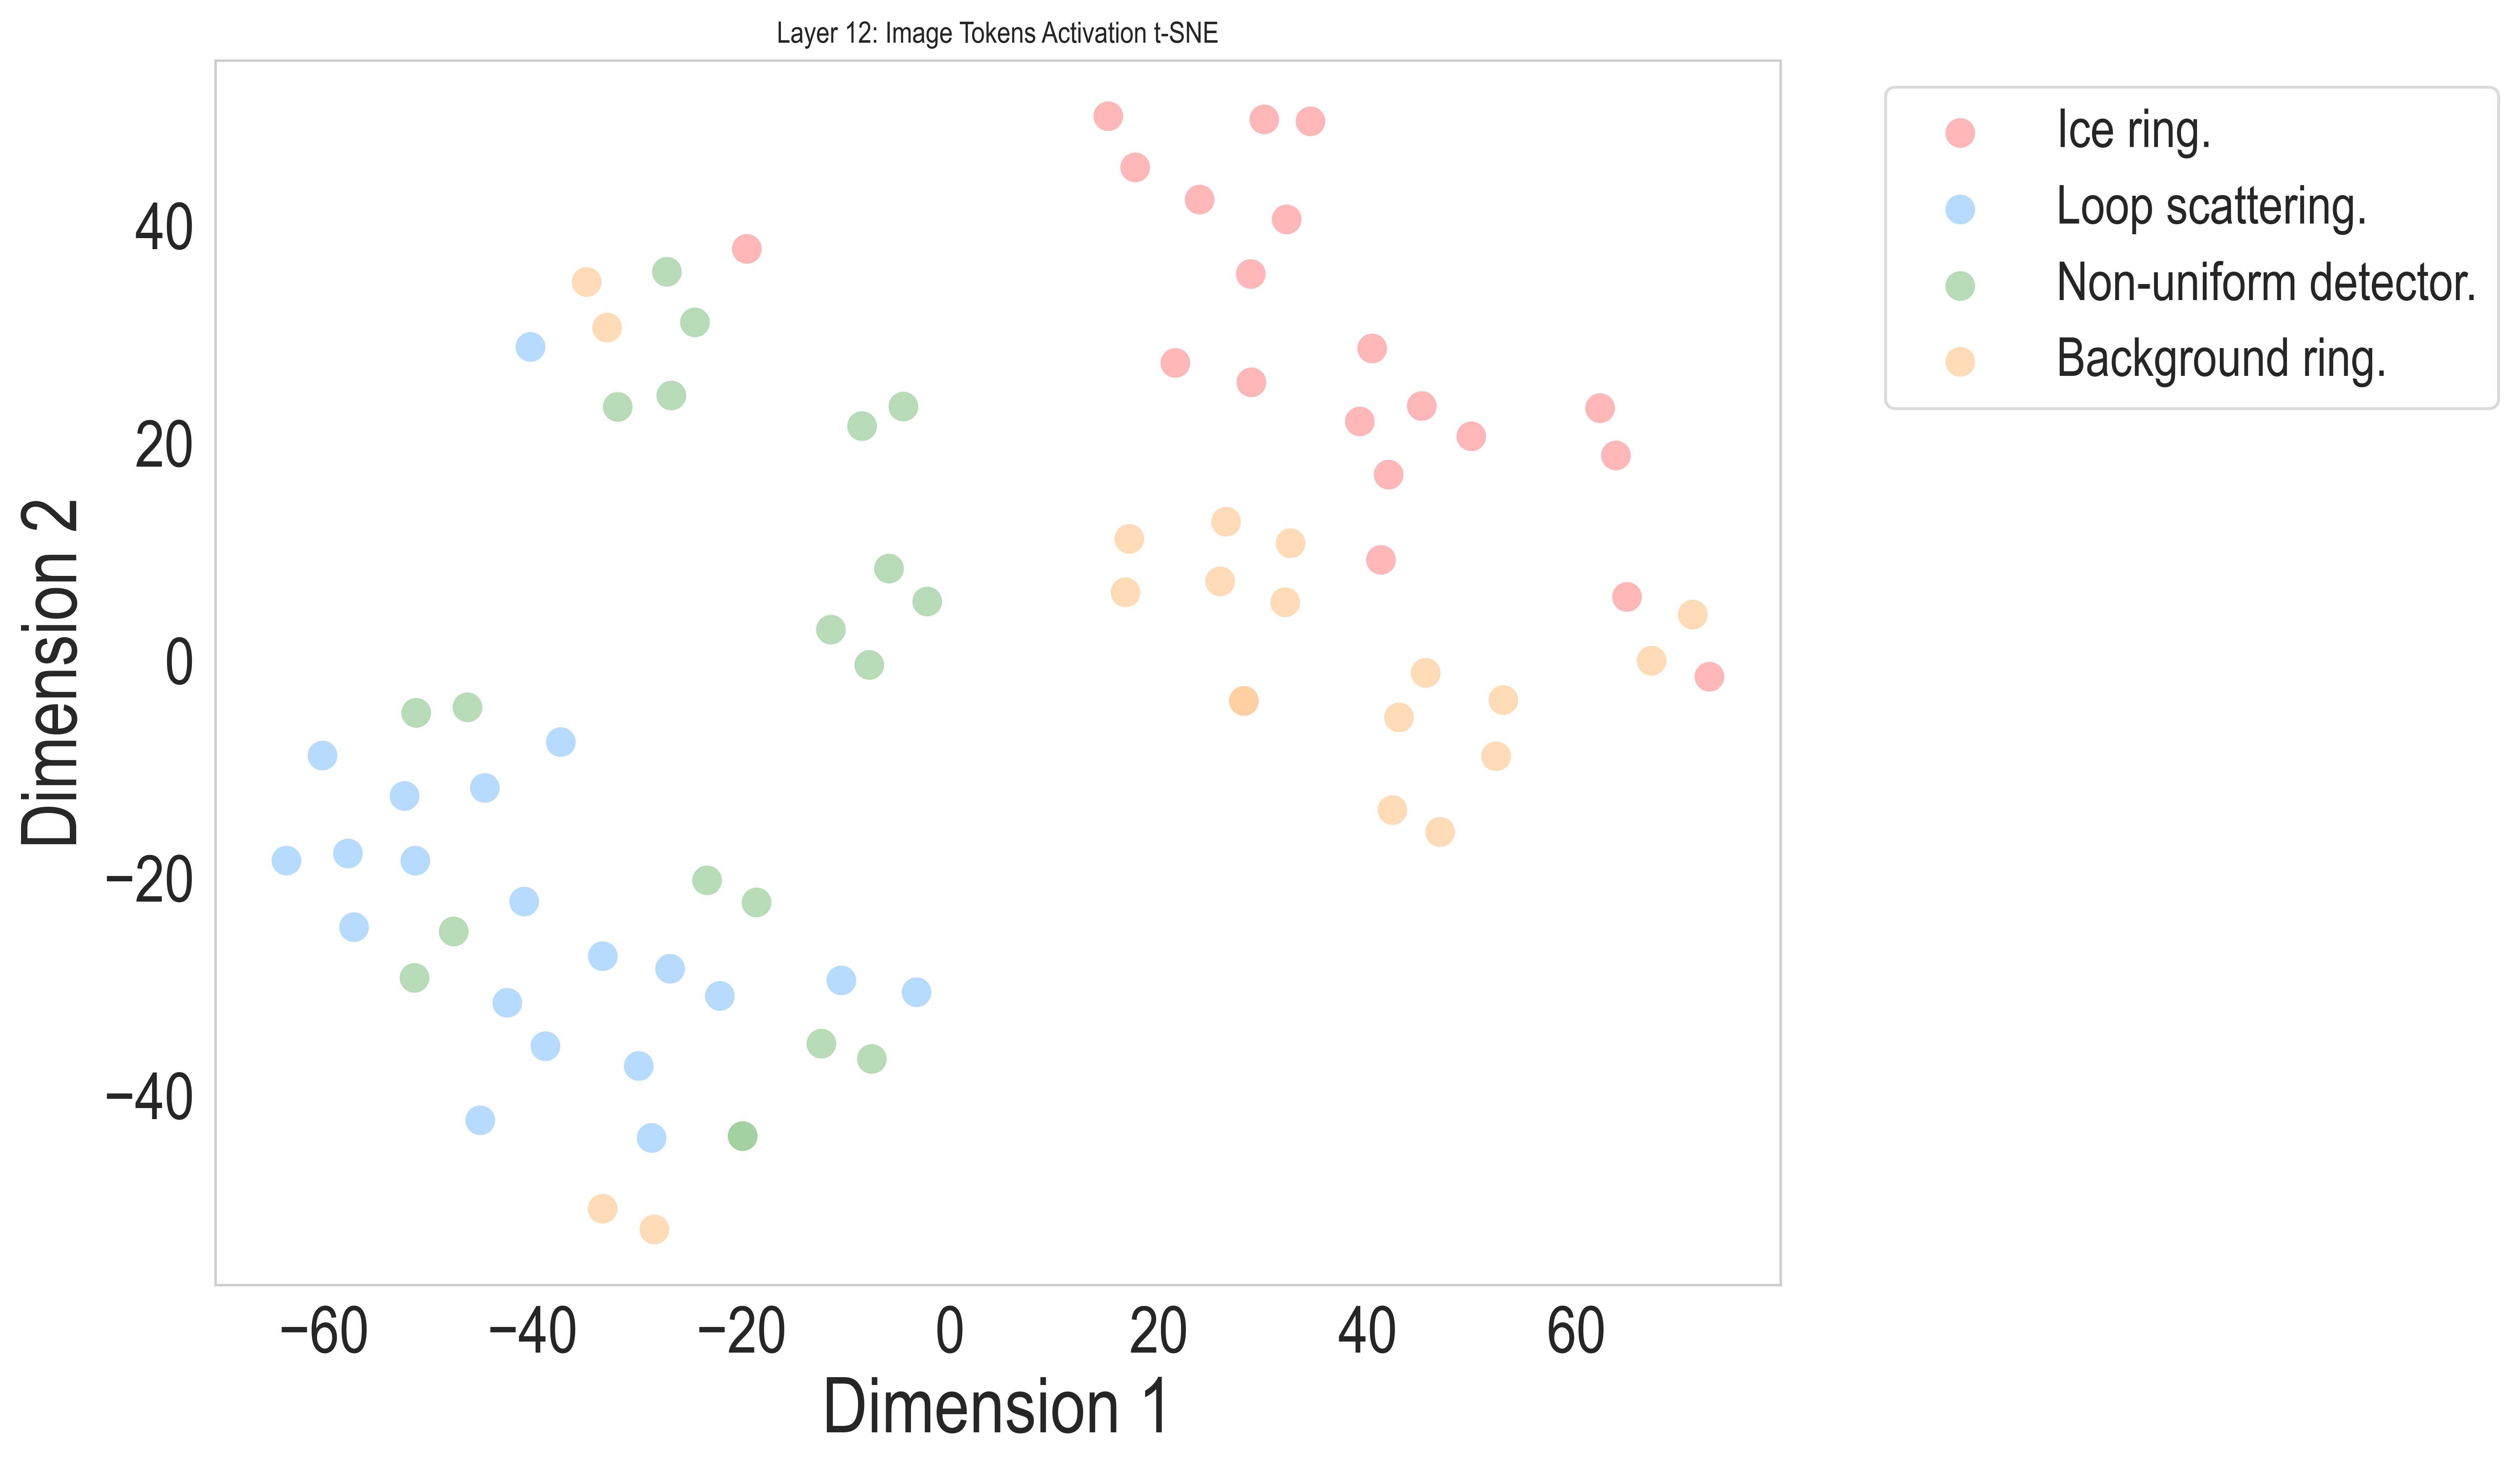 Layer 12: Image Tokens Activation t-SNE
Ice ring.
Loop scattering.
Non-uniform detector.
Background ring.
40
20
0
−20
−40
Dimension 2
−60 −40 −20 0 20 40 60
Dimension 1